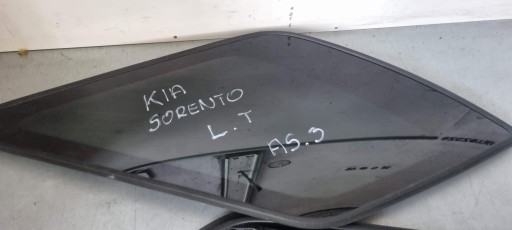 KIA
SORENTO
L.T
AS.3